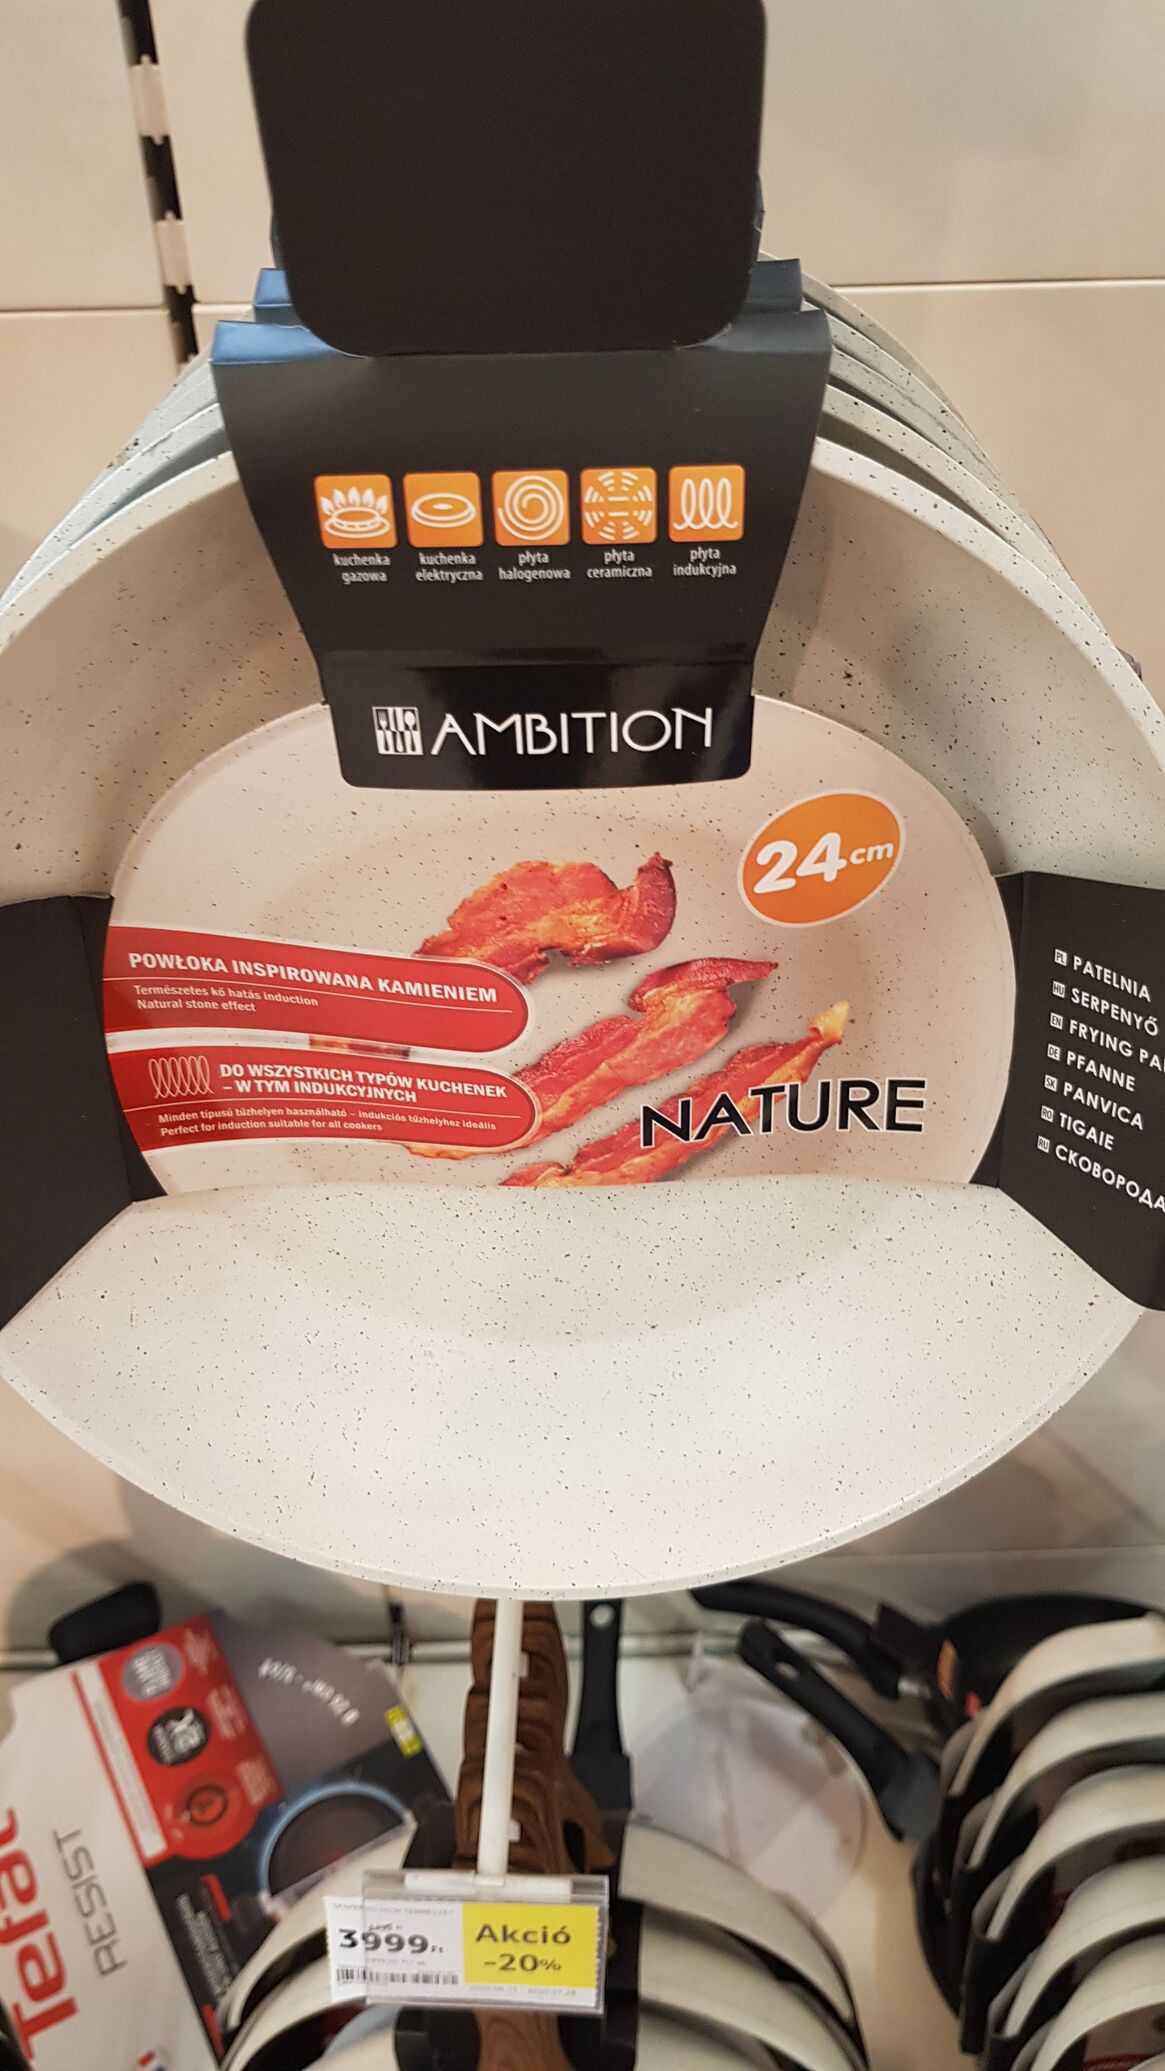 kuchenka
gazowa
kuchenka
elektryczna
płyta
halogenowa
płyta
ceramiczna
płyta
indukcyjna
AMBITION
24cm
POWŁOKA INSPIROWANA KAMIENIEM
Természetes kő hatás induction
Natural stone effect
DO WSZYSTKICH TYPÓW KUCHENEK
– W TYM INDUKCYJNYCH
Minden típusú tűzhelyen használható – indukciós tűzhelyhez ideális
Perfect for induction suitable for all cookers
NATURE
PL PATELNIA
HU SERPENYŐ
EN FRYING PA
DE PFANNE
SK PANVICA
RO TIGAIE
RU СКОВОРОДА
Tefal
RESIST
3999 Ft
Akció
-20%